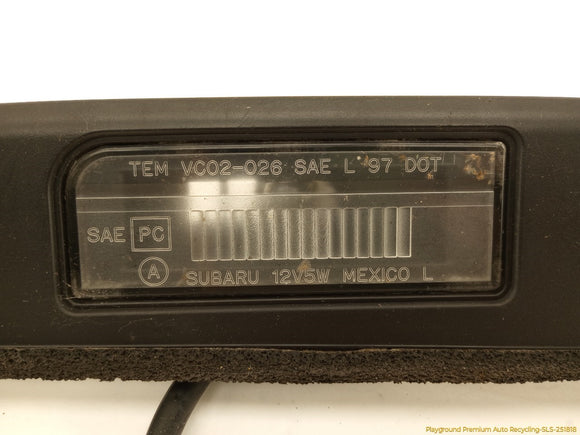 TEM VC02-026 SAE L '97 DOT
SAE PC
A
SUBARU 12V5W MEXICO L
Playground Premium Auto Recycling-SLS-251818